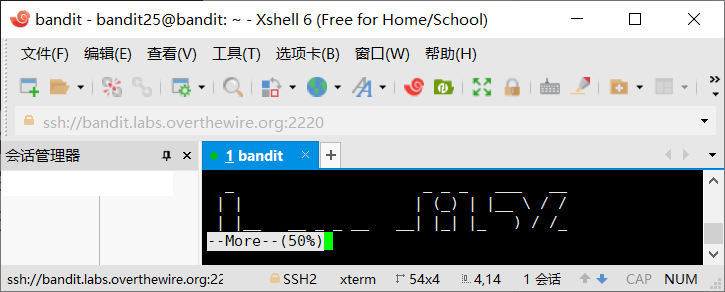 bandit - bandit25@bandit: ~ - Xshell 6 (Free for Home/School)
文件(F) 编辑(E) 查看(V) 工具(T) 选项卡(B) 窗口(W) 帮助(H)
ssh://bandit.labs.overthewire.org:2220
会话管理器
1 bandit
--More--(50%)
ssh://bandit.labs.overthewire.org:22 SSH2 xterm 54x4 4,14 1 会话 CAP NUM